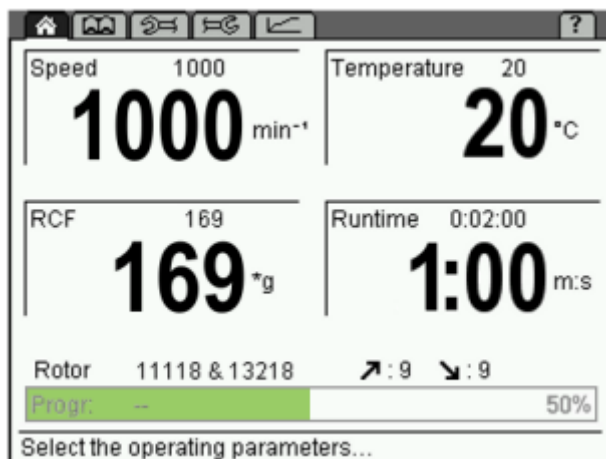 ?
Speed 1000
1000 min⁻¹
Temperature 20
20 °C
RCF 169
169 *g
Runtime 0:02:00
1:00 m:s
Rotor 11118 & 13218 ↗ : 9 ↘ : 9
Progr: -- 50%
Select the operating parameters...